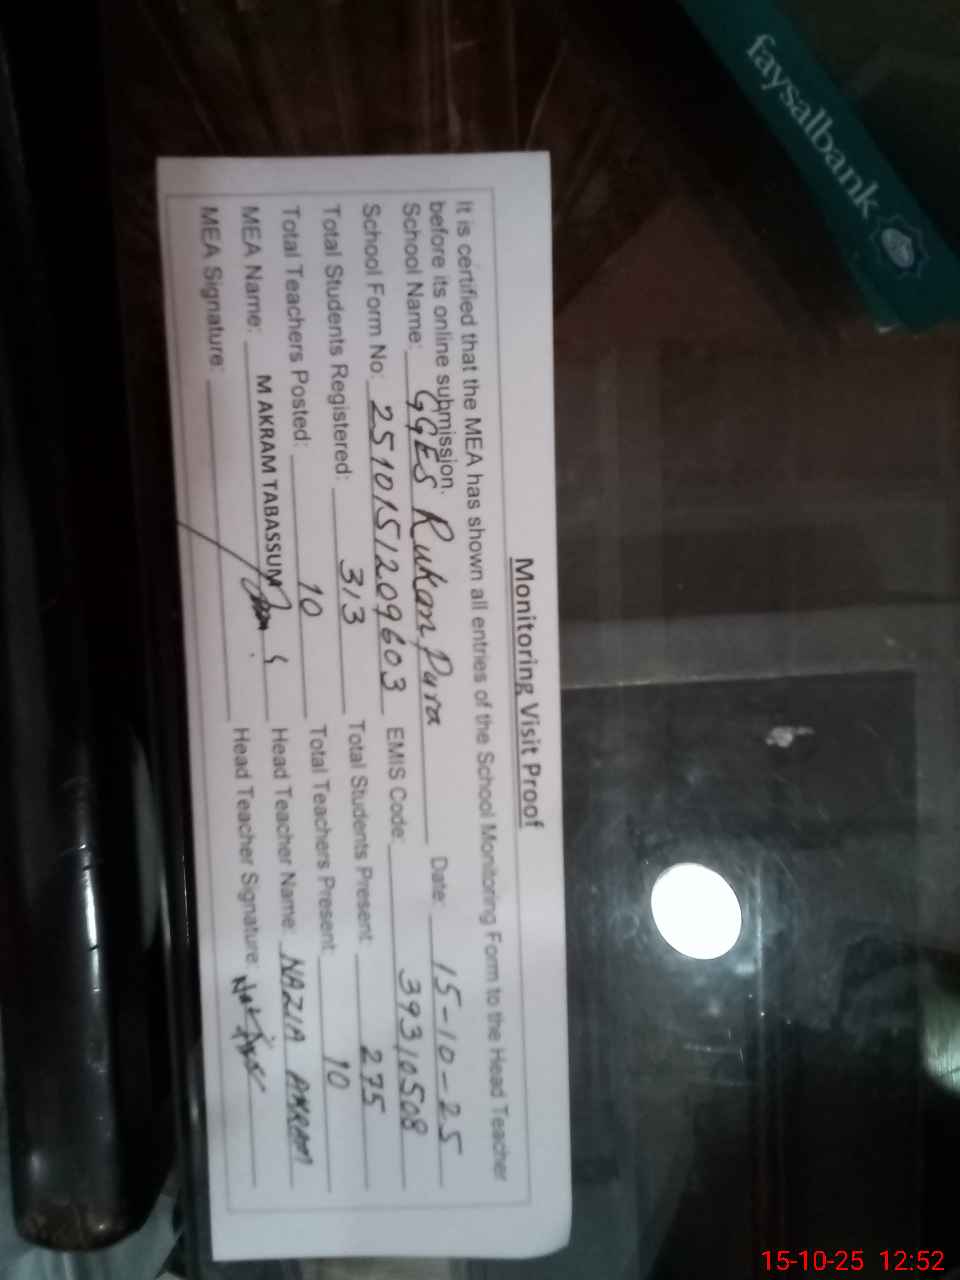 faysalbank
Monitoring Visit Proof
It is certified that the MEA has shown all entries of the School Monitoring Form to the Head Teacher
before its online submission.
School Name: GGES Rukan Pura Date: 15-10-25
School Form No: 2510151209603 EMIS Code: 39310508
Total Students Registered: 313 Total Students Present: 275
Total Teachers Posted: 10 Total Teachers Present: 10
MEA Name: M AKRAM TABASSUM Head Teacher Name: NAZIA AKRAM
MEA Signature: Head Teacher Signature:
15-10-25 12:52